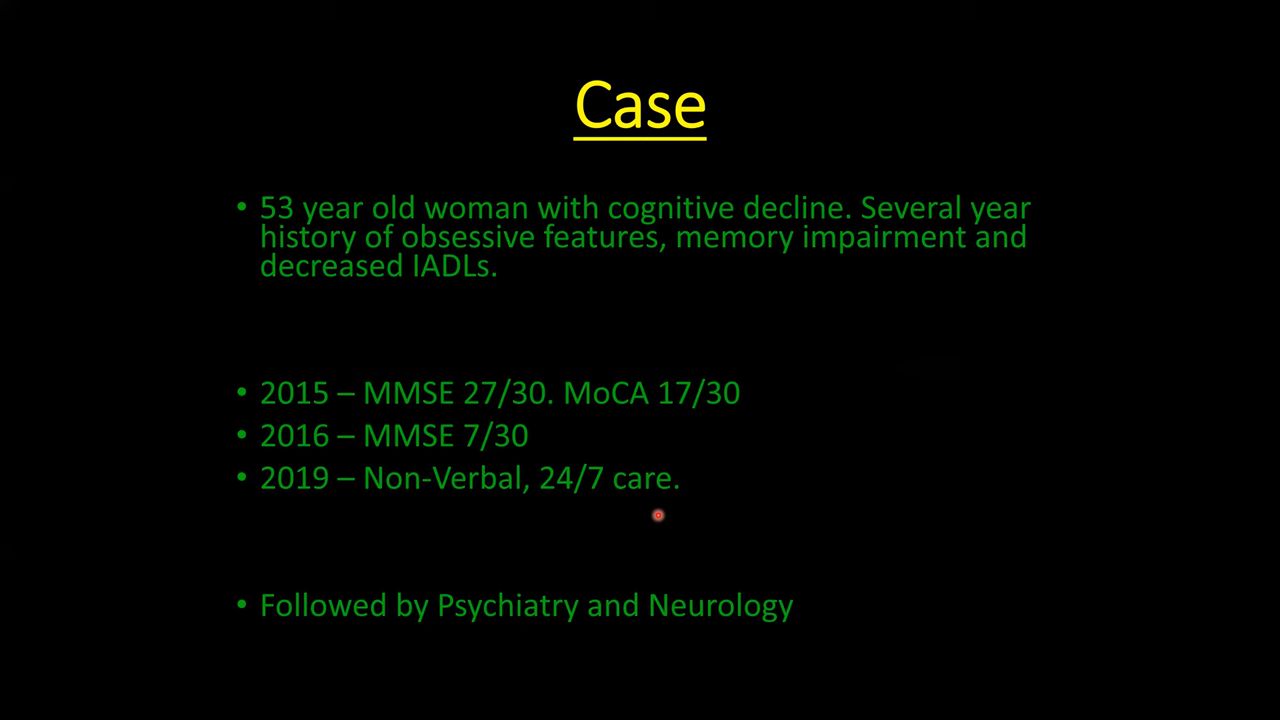 Case
• 53 year old woman with cognitive decline. Several year
history of obsessive features, memory impairment and
decreased IADLs.
• 2015 – MMSE 27/30. MoCA 17/30
• 2016 – MMSE 7/30
• 2019 – Non-Verbal, 24/7 care.
• Followed by Psychiatry and Neurology